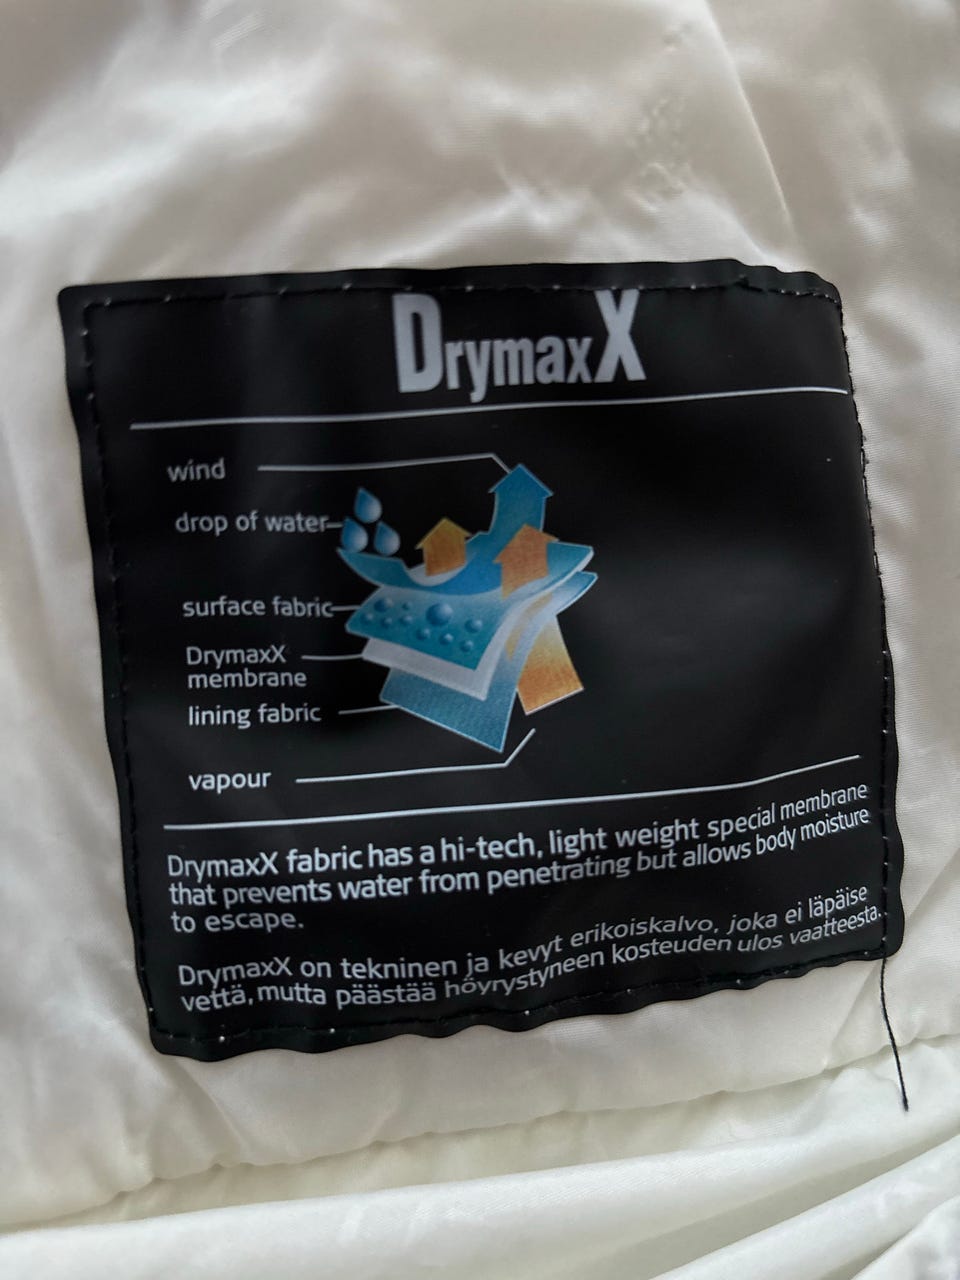 DrymaxX
wind
drop of water
surface fabric
DrymaxX
membrane
lining fabric
vapour
DrymaxX fabric has a hi-tech, light weight special membrane
that prevents water from penetrating but allows body moisture
to escape.
DrymaxX on tekninen ja kevyt erikoiskalvo, joka ei läpäise
vettä, mutta päästää höyrystyneen kosteuden ulos vaatteesta.